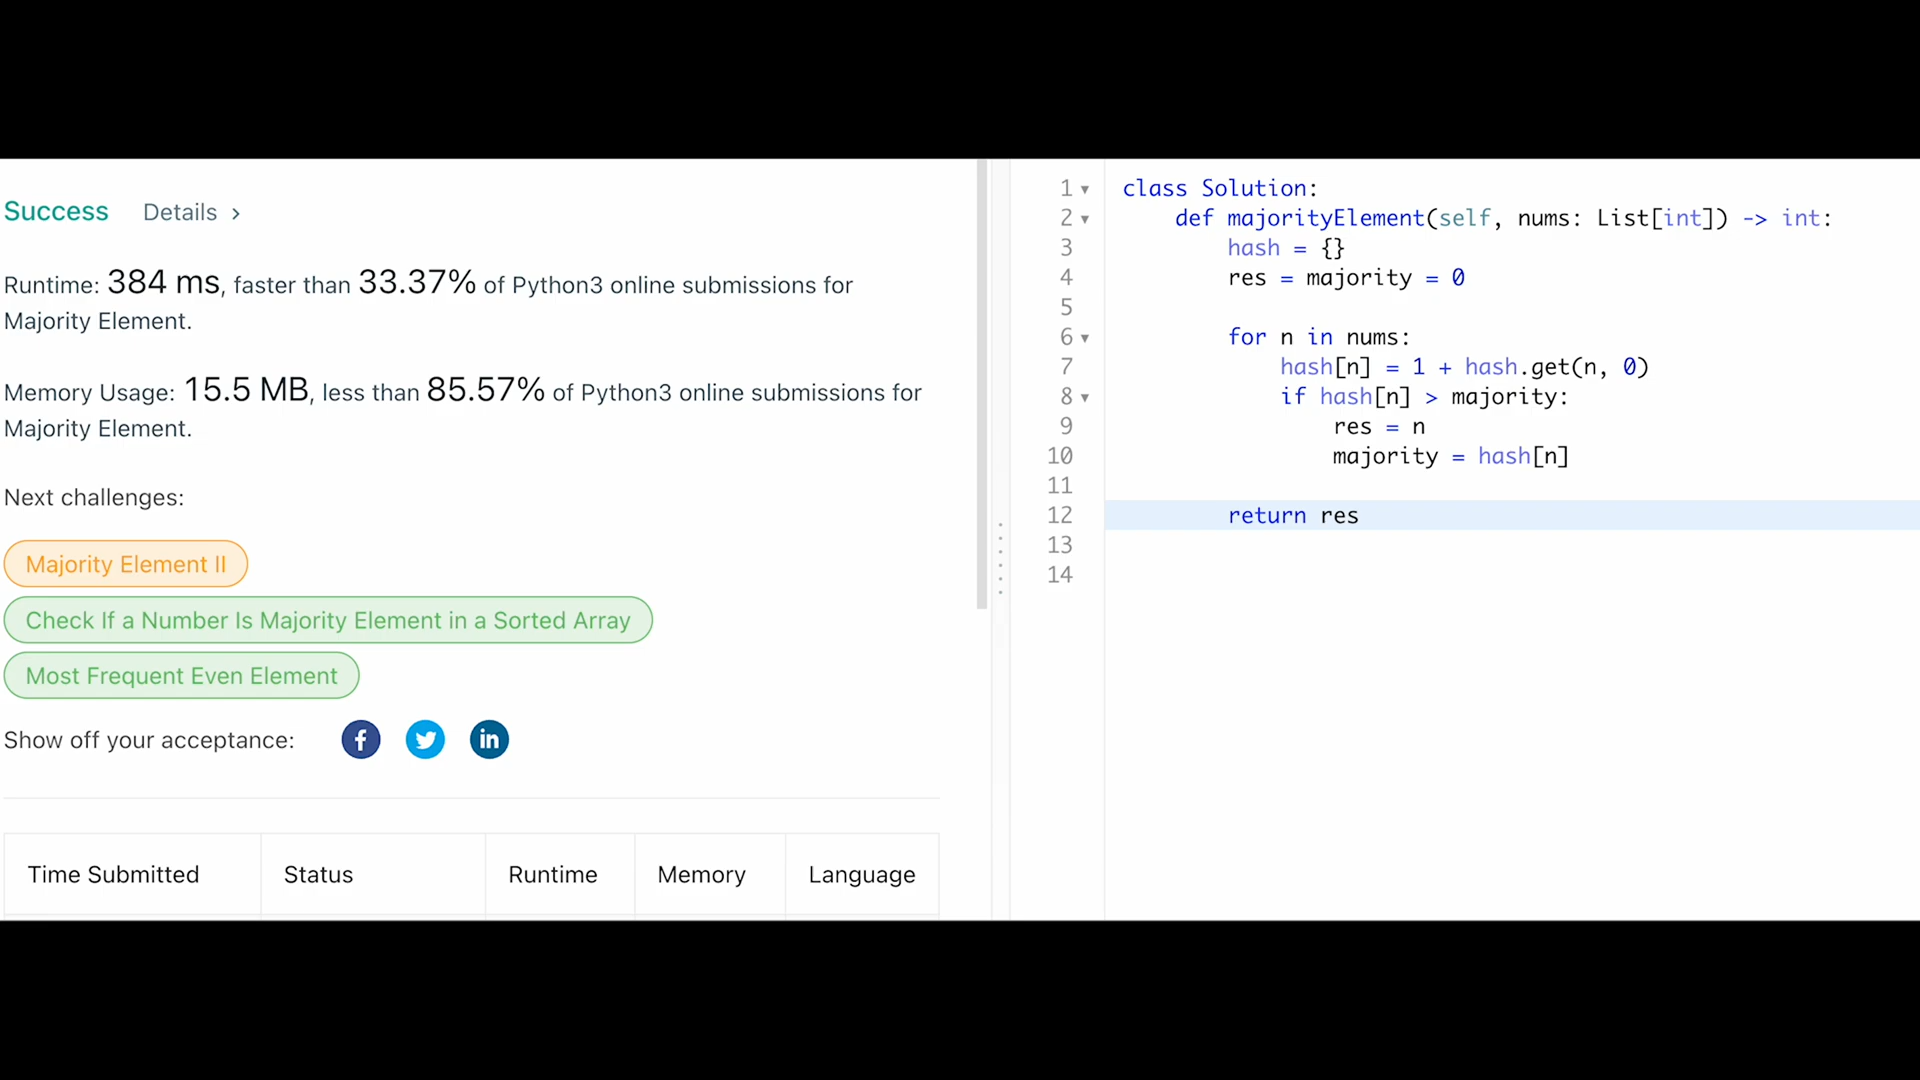 Success Details >
Runtime: 384 ms, faster than 33.37% of Python3 online submissions for
Majority Element.
Memory Usage: 15.5 MB, less than 85.57% of Python3 online submissions for
Majority Element.
Next challenges:
Majority Element II
Check If a Number Is Majority Element in a Sorted Array
Most Frequent Even Element
Show off your acceptance: f in
Time Submitted Status Runtime Memory Language
1 class Solution:
2     def majorityElement(self, nums: List[int]) -> int:
3         hash = {}
4         res = majority = 0
5
6         for n in nums:
7             hash[n] = 1 + hash.get(n, 0)
8             if hash[n] > majority:
9                 res = n
10                 majority = hash[n]
11
12         return res
13
14